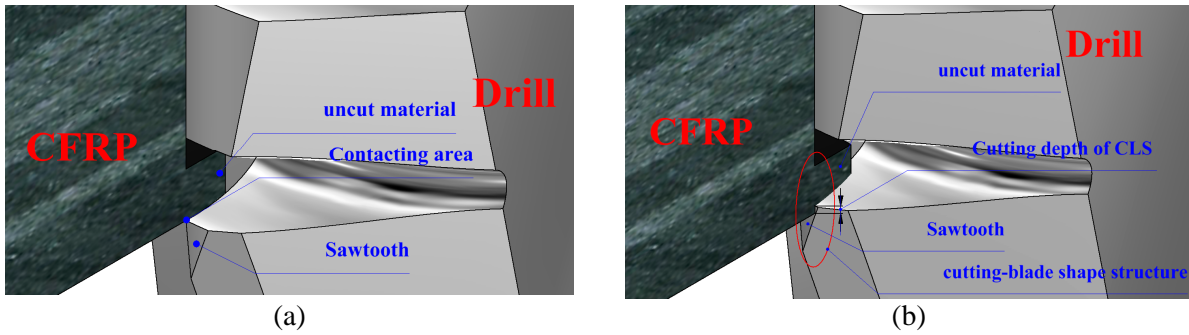 Drill
uncut material
CFRP
Contacting area
Sawtooth
(a)
Drill
uncut material
CFRP
Cutting depth of CLS
Sawtooth
cutting-blade shape structure
(b)